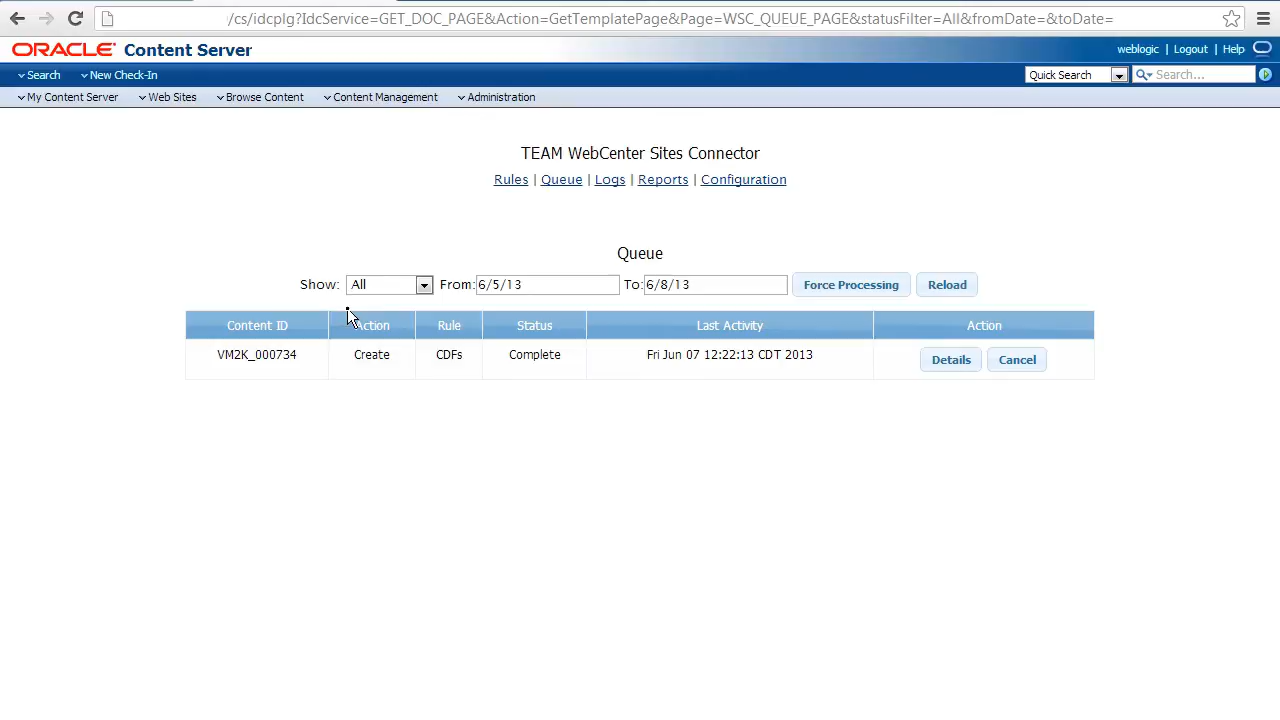 /cs/idcplg?IdcService=GET_DOC_PAGE&Action=GetTemplatePage&Page=WSC_QUEUE_PAGE&statusFilter=All&fromDate=&toDate=
ORACLE Content Server
weblogic | Logout | Help
Search New Check-In
Quick Search Search...
My Content Server Web Sites Browse Content Content Management Administration
TEAM WebCenter Sites Connector
Rules | Queue | Logs | Reports | Configuration
Queue
Show: All From: 6/5/13 To: 6/8/13 Force Processing Reload
Content ID Action Rule Status Last Activity Action
VM2K_000734 Create CDFs Complete Fri Jun 07 12:22:13 CDT 2013 Details Cancel